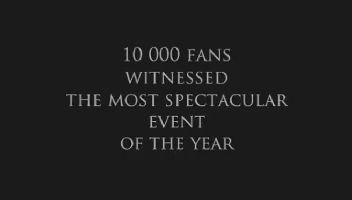 10 000 FANS
WITNESSED
THE MOST SPECTACULAR
EVENT
OF THE YEAR